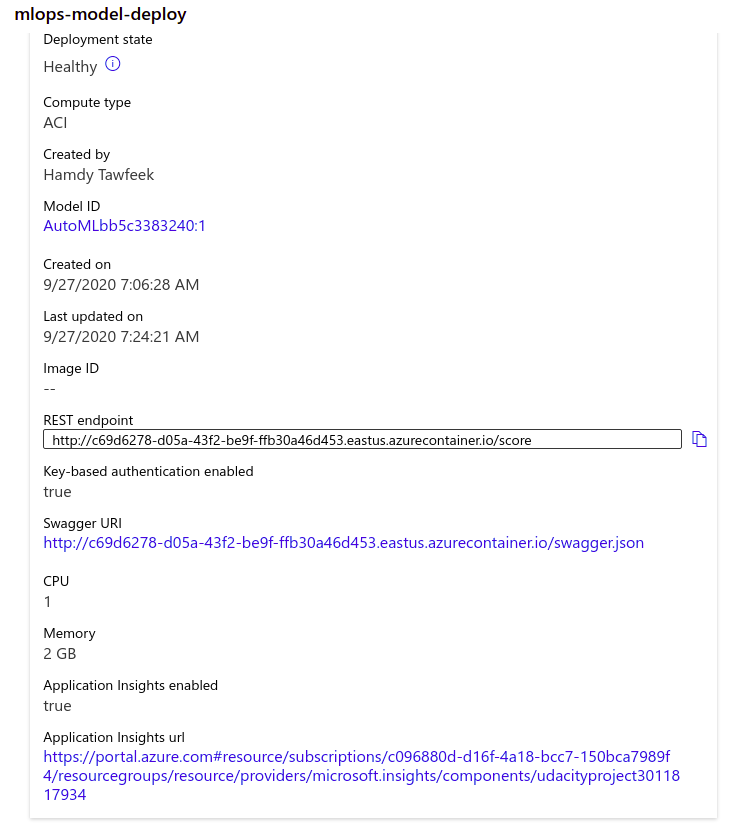 mlops-model-deploy
Deployment state
Healthy
Compute type
ACI
Created by
Hamdy Tawfeek
Model ID
AutoMLbb5c3383240:1
Created on
9/27/2020 7:06:28 AM
Last updated on
9/27/2020 7:24:21 AM
Image ID
--
REST endpoint
http://c69d6278-d05a-43f2-be9f-ffb30a46d453.eastus.azurecontainer.io/score
Key-based authentication enabled
true
Swagger URI
http://c69d6278-d05a-43f2-be9f-ffb30a46d453.eastus.azurecontainer.io/swagger.json
CPU
1
Memory
2 GB
Application Insights enabled
true
Application Insights url
https://portal.azure.com#resource/subscriptions/c096880d-d16f-4a18-bcc7-150bca7989f
4/resourcegroups/resource/providers/microsoft.insights/components/udacityproject30118
17934